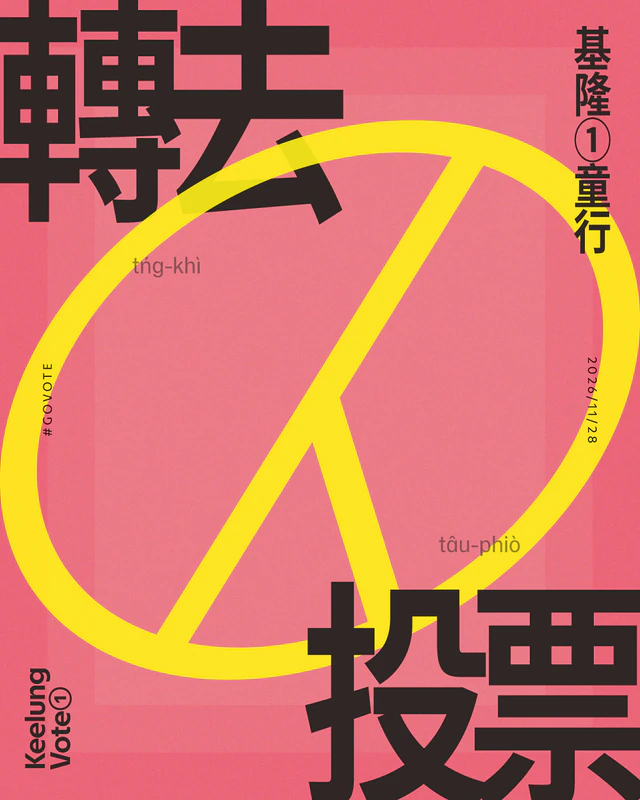 轉去
基隆①童行
tńg-khì
#GOVOTE
2026/11/28
tâu-phiò
投票
Keelung
Vote①